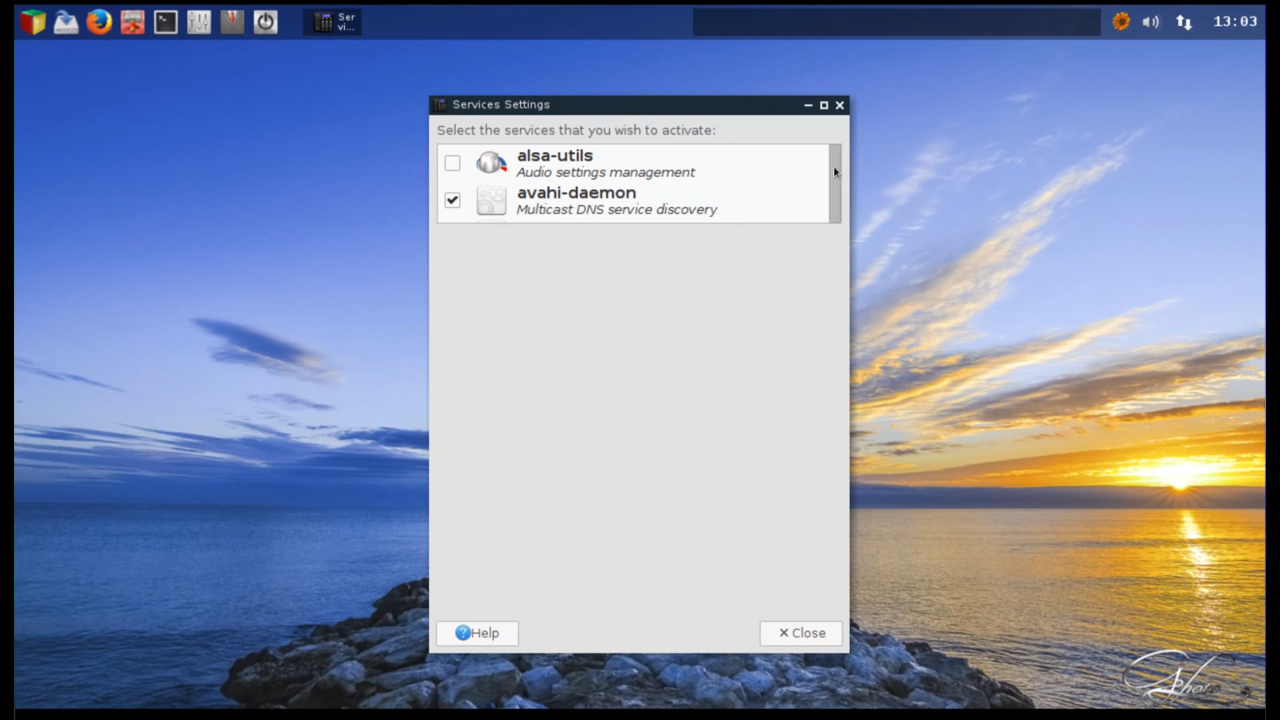 Ser
vi...
13:03
Services Settings
Select the services that you wish to activate:
alsa-utils
Audio settings management
avahi-daemon
Multicast DNS service discovery
Help
Close